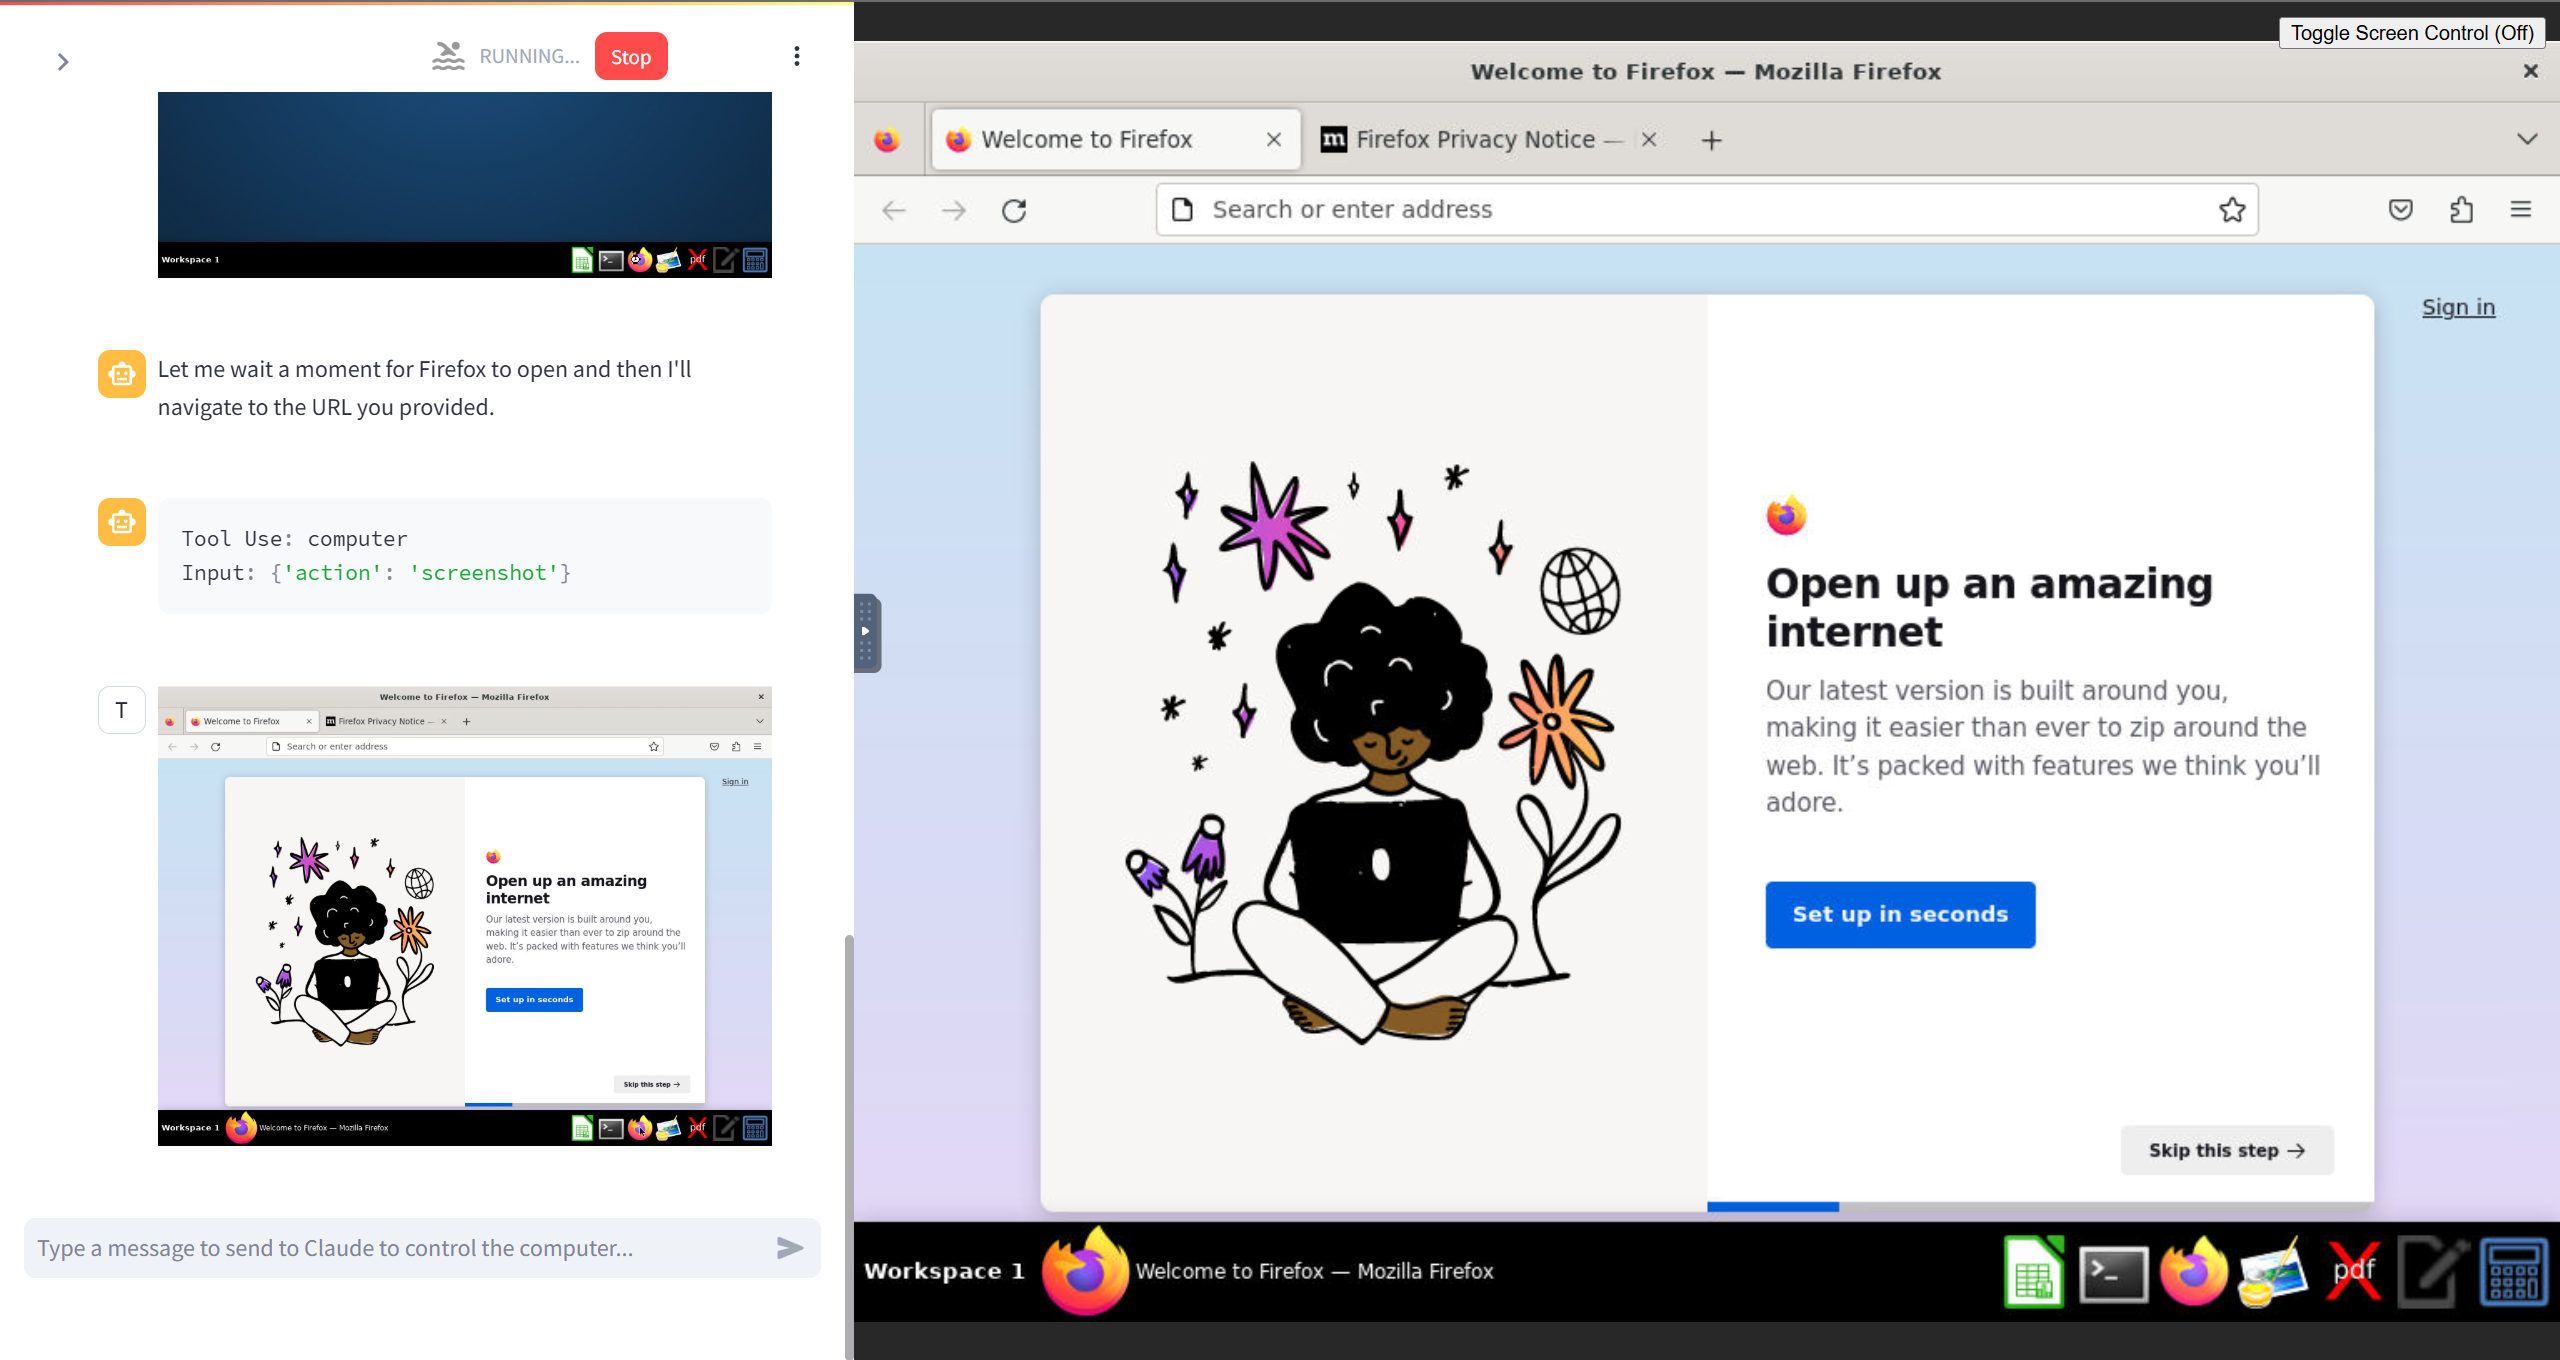 RUNNING...
Stop
Workspace 1
pdf
Let me wait a moment for Firefox to open and then I'll
navigate to the URL you provided.
Tool Use: computer
Input: {'action': 'screenshot'}
T
Welcome to Firefox — Mozilla Firefox
Welcome to Firefox
Firefox Privacy Notice —
Search or enter address
Sign in
Open up an amazing
internet
Our latest version is built around you,
making it easier than ever to zip around the
web. It’s packed with features we think you’ll
adore.
Set up in seconds
Skip this step →
Workspace 1
Welcome to Firefox — Mozilla Firefox
pdf
Type a message to send to Claude to control the computer...
Toggle Screen Control (Off)
Welcome to Firefox — Mozilla Firefox
Welcome to Firefox
m
Firefox Privacy Notice —
Search or enter address
Sign in
Open up an amazing
internet
Our latest version is built around you,
making it easier than ever to zip around the
web. It’s packed with features we think you’ll
adore.
Set up in seconds
Skip this step →
Workspace 1
Welcome to Firefox — Mozilla Firefox
pdf